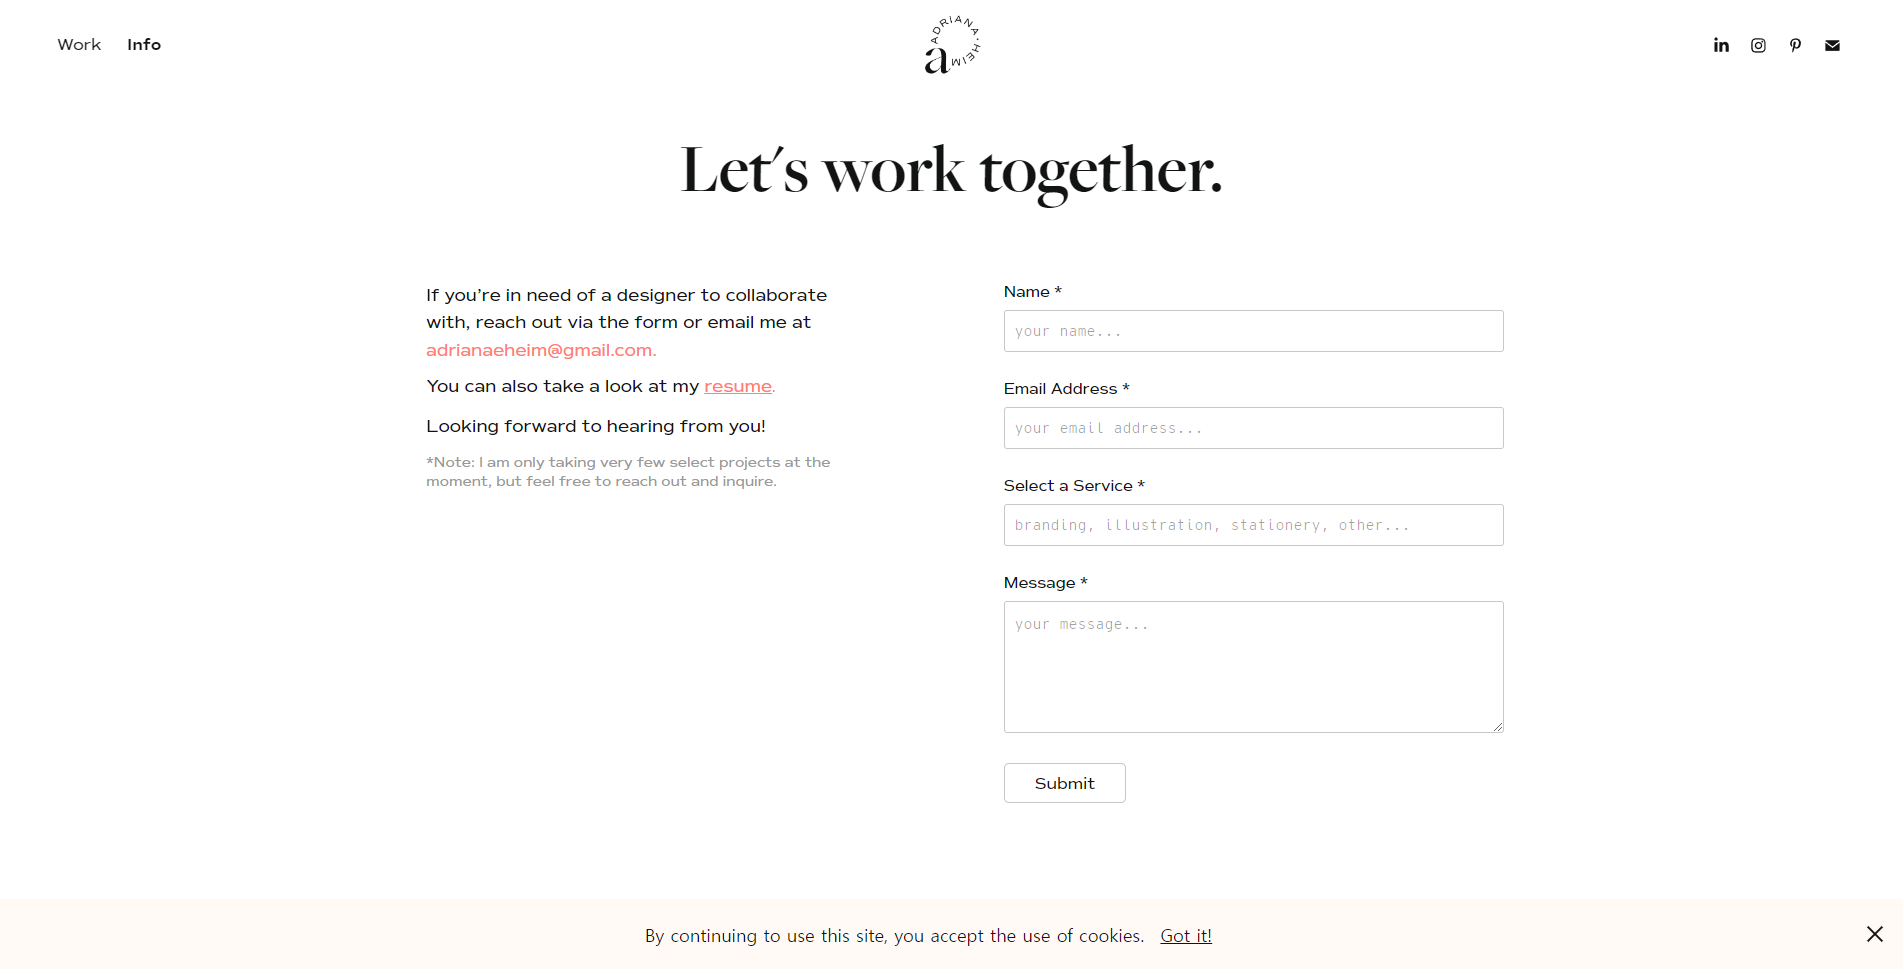 Work
Info
ADRIANA • HEIM
a
Let's work together.
If you're in need of a designer to collaborate
with, reach out via the form or email me at
adrianaeheim@gmail.com.
You can also take a look at my resume.
Looking forward to hearing from you!
*Note: I am only taking very few select projects at the
moment, but feel free to reach out and inquire.
Name *
your name...
Email Address *
your email address...
Select a Service *
branding, illustration, stationery, other...
Message *
your message...
Submit
By continuing to use this site, you accept the use of cookies. Got it!